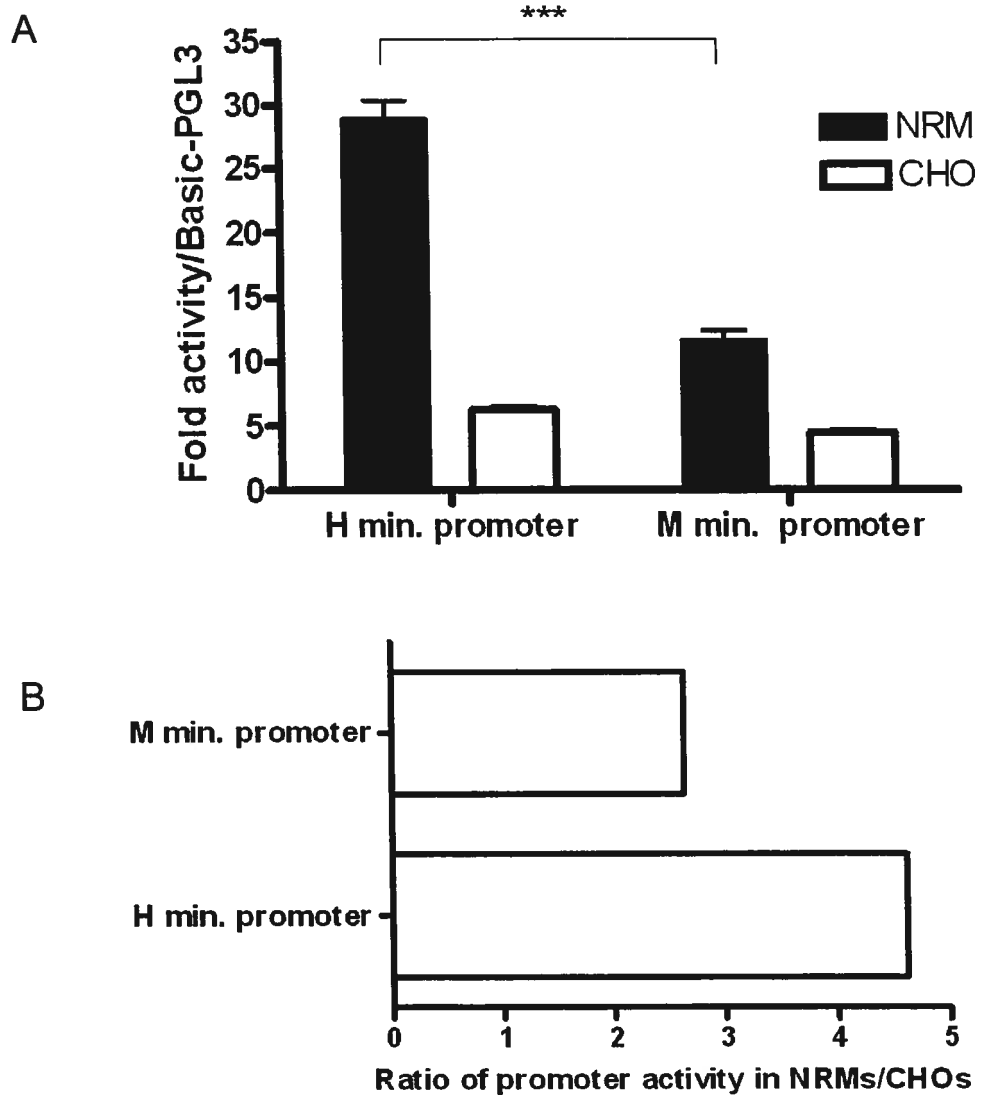 A
***
Fold activity/Basic-PGL3
35
30
25
20
15
10
5
0
NRM
CHO
H min. promoter
M min. promoter
B
M min. promoter
H min. promoter
0 1 2 3 4 5
Ratio of promoter activity in NRMs/CHOs